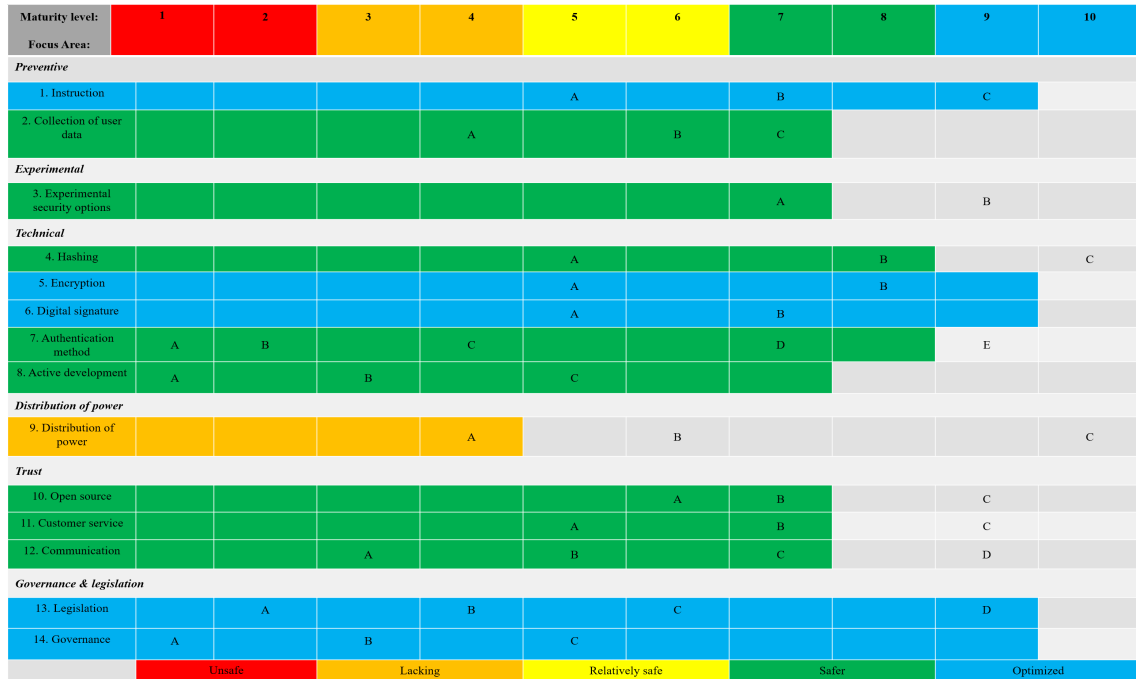 Maturity level: 1 2 3 4 5 6 7 8 9 10
Focus Area:
Preventive
1. Instruction A B C
2. Collection of user
data A B C
Experimental
3. Experimental
security options A B
Technical
4. Hashing A B C
5. Encryption A B
6. Digital signature A B
7. Authentication
method A B C D E
8. Active development A B C
Distribution of power
9. Distribution of
power A B C
Trust
10. Open source A B C
11. Customer service A B C
12. Communication A B C D
Governance & legislation
13. Legislation A B C D
14. Governance A B C
Unsafe Lacking Relatively safe Safer Optimized